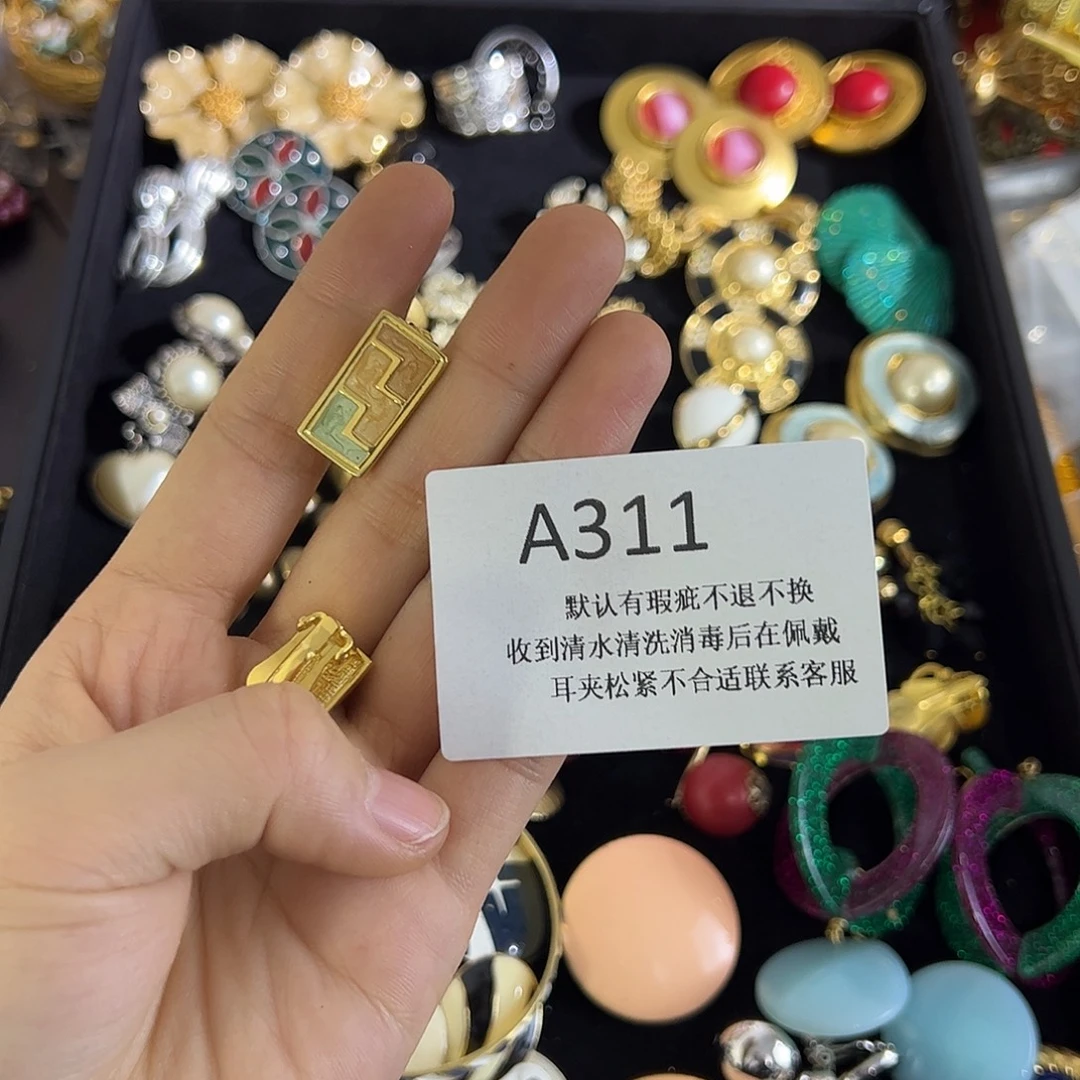 A311
默认有瑕疵不退不换
收到清水清洗消毒后在佩戴
耳夹松紧不合适联系客服